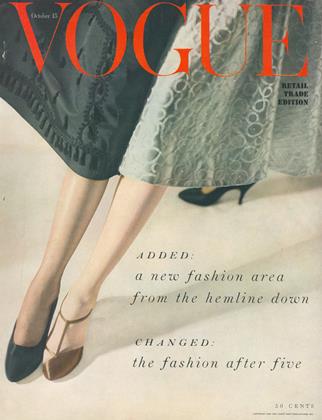 October 15
VOGUE
RETAIL
TRADE
EDITION
ADDED:
a new fashion area
from the hemline down
CHANGED:
the fashion after five
50 CENTS